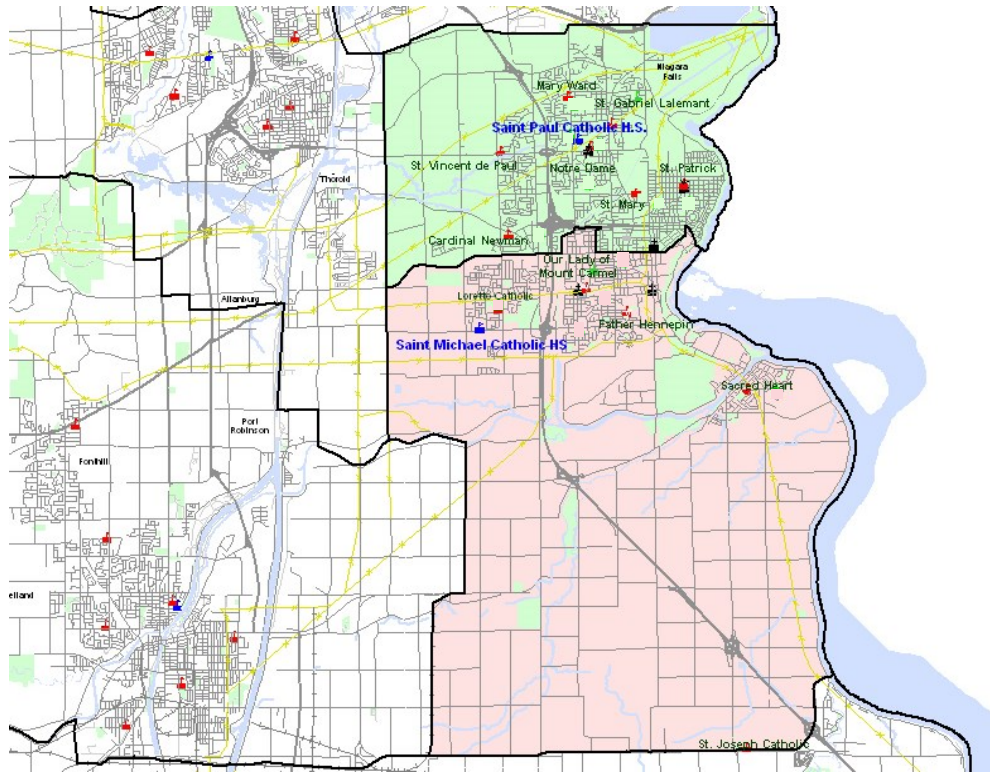 Niagara
Falls
Mary Ward
St. Gabriel Lalemant
Saint Paul Catholic H.S.
St. Vincent de Paul
Notre Dame
St. Patrick
Thorold
St. Mary
Cardinal Newman
Our Lady of
Mount Carmel
Allanburg
Lorette Catholic
Father Hennepin
Saint Michael Catholic HS
Sacred Heart
Port
Robinson
Fonthill
elland
St. Joseph Catholic